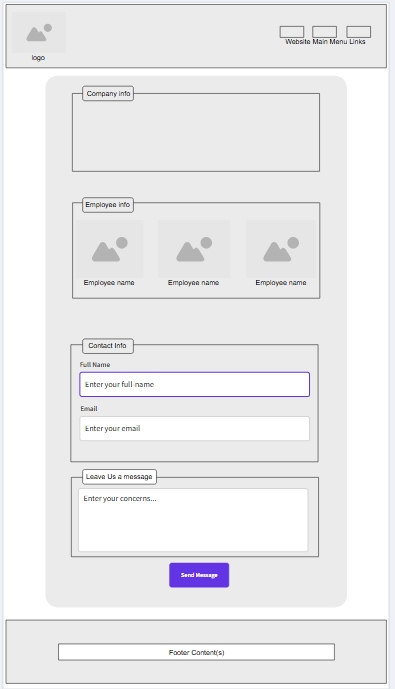 logo
Website Main Menu Links
Company info
Employee info
Employee name
Employee name
Employee name
Contact Info
Full Name
Enter your full name
Email
Enter your email
Leave Us a message
Enter your concerns...
Send Message
Footer Content(s)